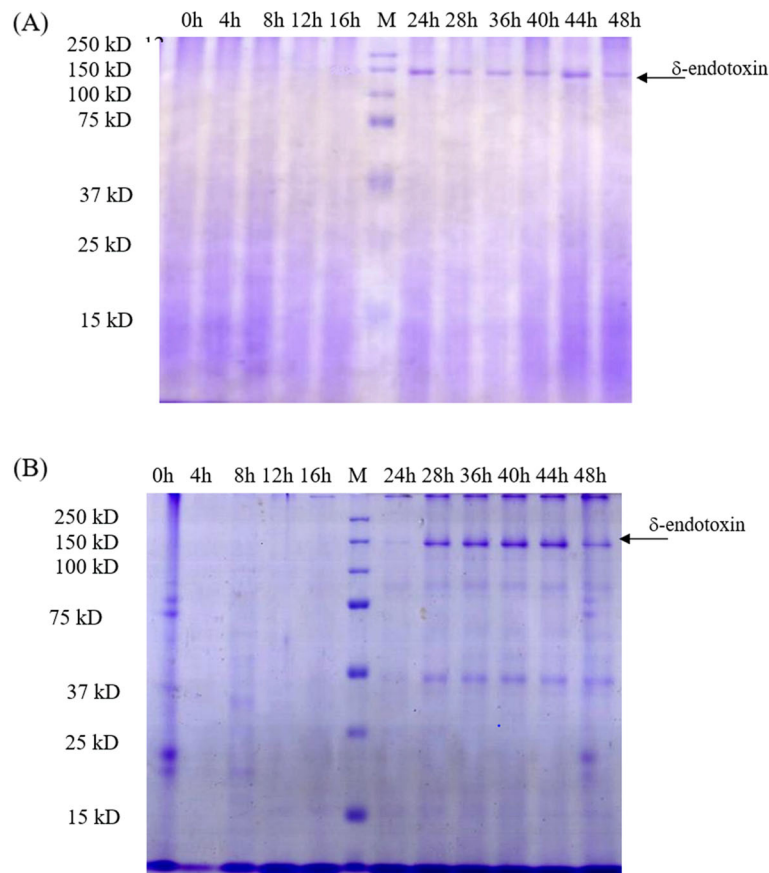 (A)
0h 4h 8h 12h 16h M 24h 28h 36h 40h 44h 48h
250 kD
150 kD
100 kD
75 kD
37 kD
25 kD
15 kD
δ-endotoxin
(B)
0h 4h 8h 12h 16h M 24h 28h 36h 40h 44h 48h
250 kD
150 kD
100 kD
75 kD
37 kD
25 kD
15 kD
δ-endotoxin